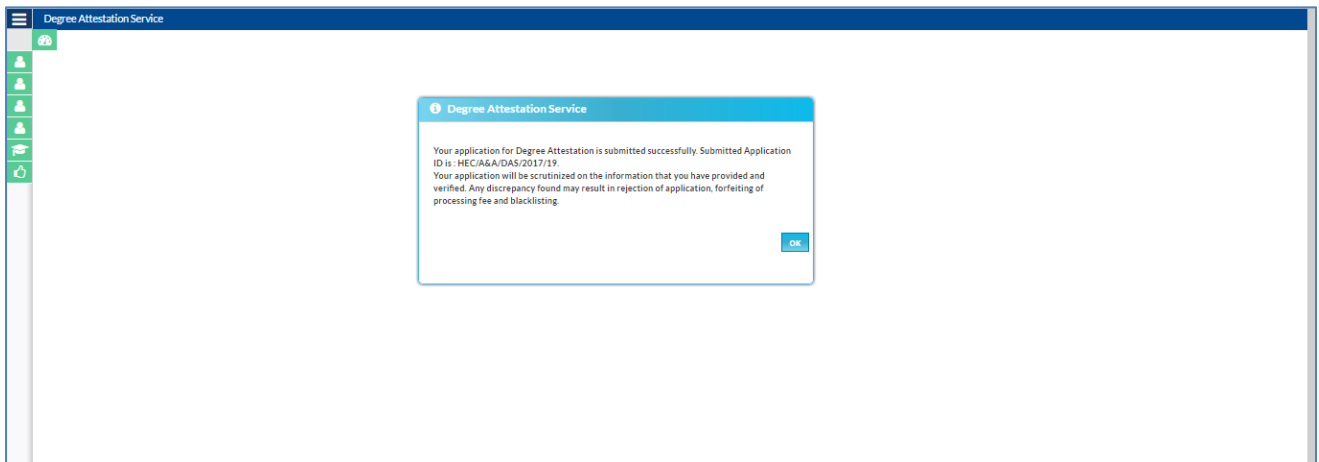 Degree Attestation Service
Degree Attestation Service
Your application for Degree Attestation is submitted successfully. Submitted Application
ID is : HEC/A&A/DAS/2017/19.
Your application will be scrutinized on the information that you have provided and
verified. Any discrepancy found may result in rejection of application, forfeiting of
processing fee and blacklisting.
OK